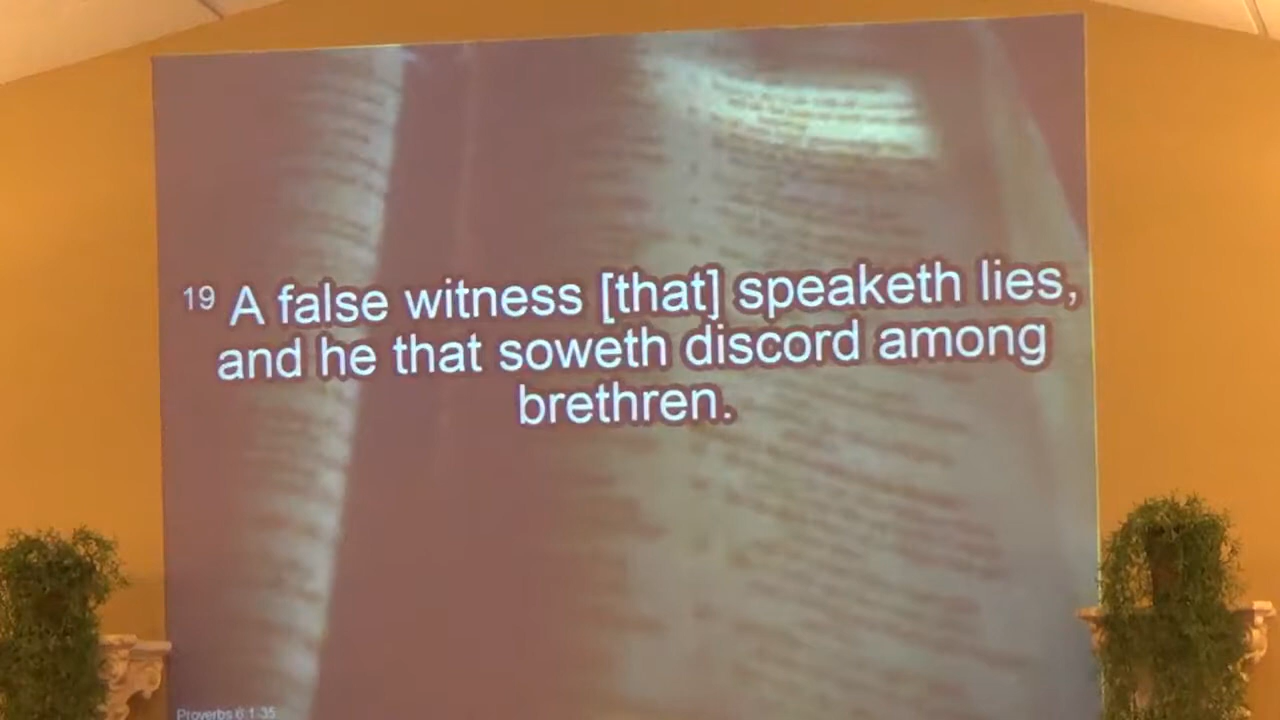 19 A false witness [that] speaketh lies,
and he that soweth discord among
brethren.
Proverbs 6:1-35